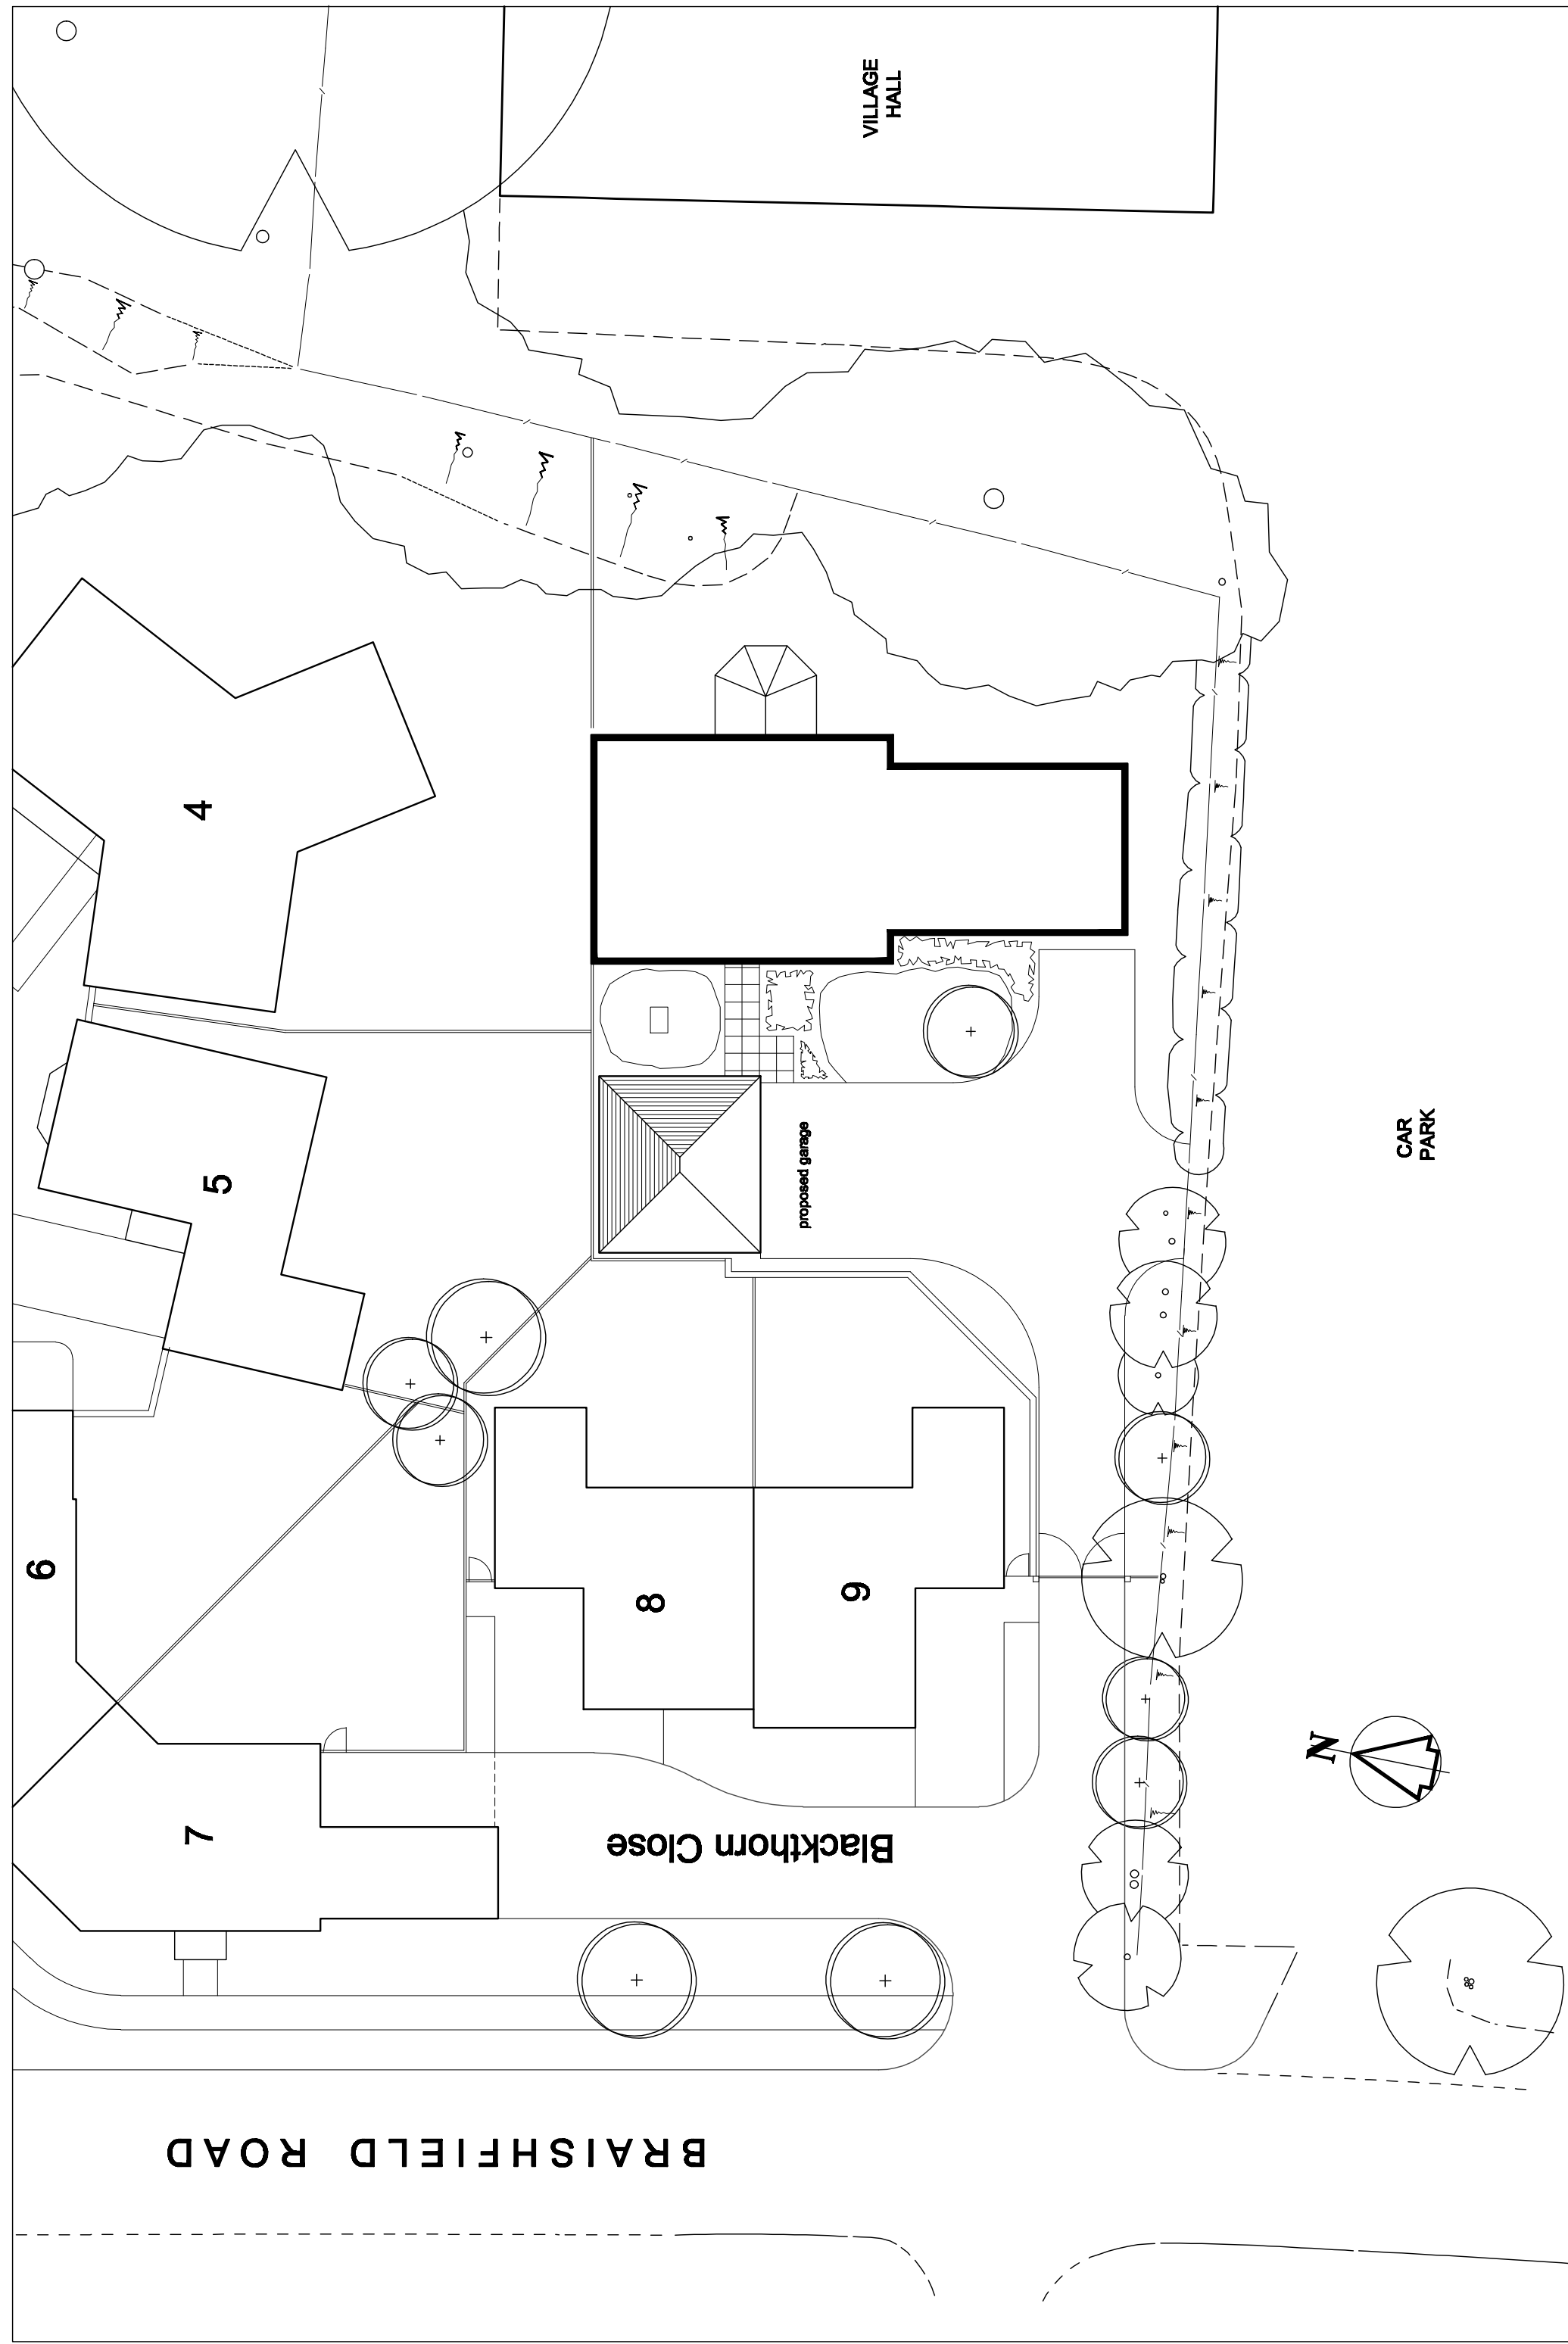 VILLAGE
HALL
4
5
proposed garage
CAR
PARK
6
8
9
7
N
Blackthorn Close
BRAISHFIELD ROAD